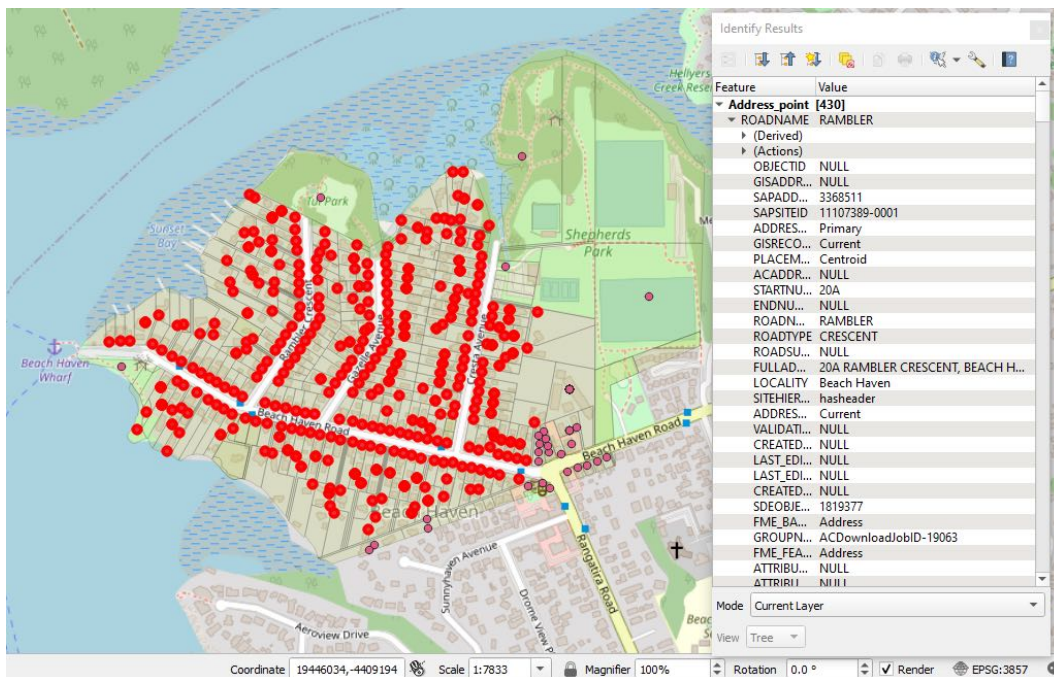 Identify Results
Feature Value
Address_point [430]
ROADNAME RAMBLER
(Derived)
(Actions)
OBJECTID NULL
GISADDR... NULL
SAPADD... 3368511
SAPSITEID 11107389-0001
ADDRES... Primary
GISRECO... Current
PLACEM... Centroid
ACADDR... NULL
STARTNU... 20A
ENDNU... NULL
ROADN... RAMBLER
ROADTYPE CRESCENT
ROADSU... NULL
FULLAD... 20A RAMBLER CRESCENT, BEACH H...
LOCALITY Beach Haven
SITEHIER... hasheader
ADDRES... Current
VALIDATI... NULL
CREATED... NULL
LAST_EDI... NULL
LAST_EDI... NULL
CREATED... NULL
SDEOBJE... 1819377
FME_BA... Address
GROUPN... ACDownloadJobID-19063
FME_FEA... Address
ATTRIBU... NULL
ATTRIBU... NULL
Mode Current Layer
View Tree
Hellyers
Creek Rese
Tui Park
Sunset
Bay
Shepherds
Park
Rambler Crescent
Gazelle Avenue
Cresta Avenue
Beach Haven
Wharf
Beach Haven Road
Beach Haven Road
Beach Haven
Rangatira Road
Sunnyhaven Avenue
Drome View P
Aeroview Drive
Coordinate 19446034,-4409194 Scale 1:7833 Magnifier 100% Rotation 0.0 ° Render EPSG:3857